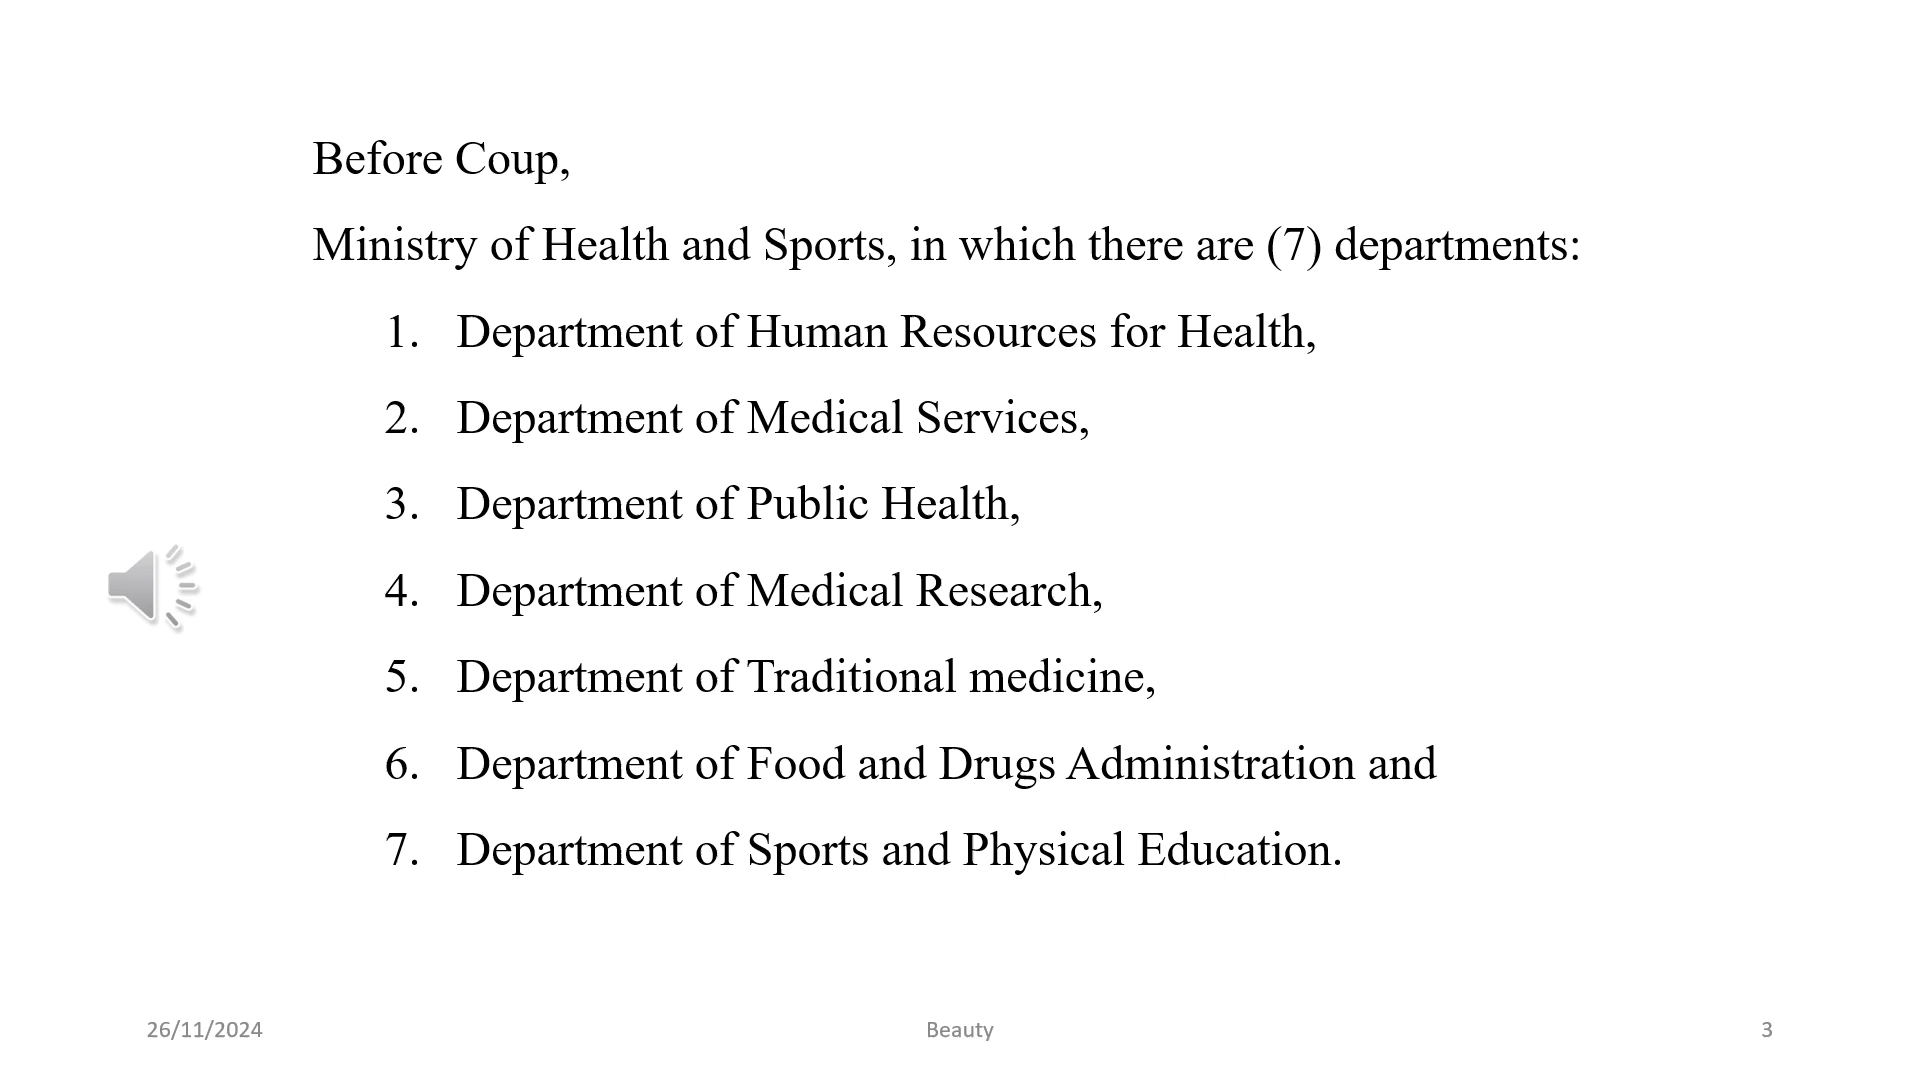 Before Coup,
Ministry of Health and Sports, in which there are (7) departments:
1. Department of Human Resources for Health,
2. Department of Medical Services,
3. Department of Public Health,
4. Department of Medical Research,
5. Department of Traditional medicine,
6. Department of Food and Drugs Administration and
7. Department of Sports and Physical Education.
26/11/2024
Beauty
3